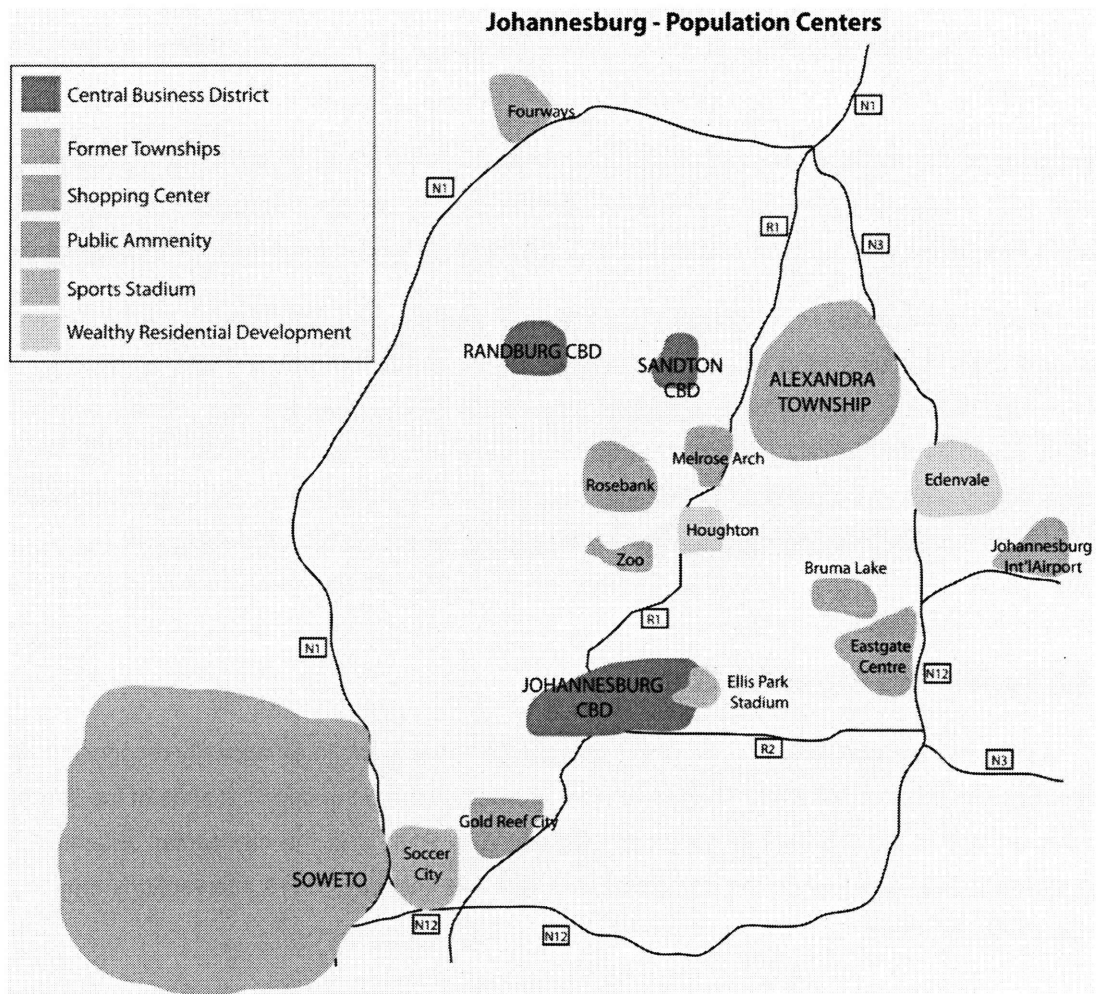 Johannesburg - Population Centers
Central Business District
Former Townships
Shopping Center
Public Ammenity
Sports Stadium
Wealthy Residential Development
Fourways
N1
N1
R1
N3
RANDBURG CBD
SANDTON
CBD
ALEXANDRA
TOWNSHIP
Melrose Arch
Rosebank
Edenvale
Houghton
Zoo
Johannesburg
Int'lAirport
Bruma Lake
R1
N1
Eastgate
Centre
N12
JOHANNESBURG
CBD
Ellis Park
Stadium
R2
N3
Gold Reef City
Soccer
City
SOWETO
N12
N12